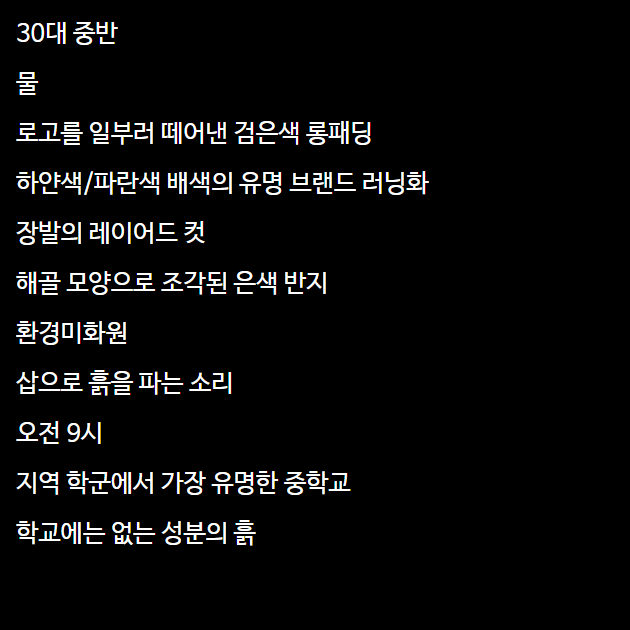 30대 중반
물
로고를 일부러 떼어낸 검은색 롱패딩
하얀색/파란색 배색의 유명 브랜드 러닝화
장발의 레이어드 컷
해골 모양으로 조각된 은색 반지
환경미화원
삽으로 흙을 파는 소리
오전 9시
지역 학군에서 가장 유명한 중학교
학교에는 없는 성분의 흙